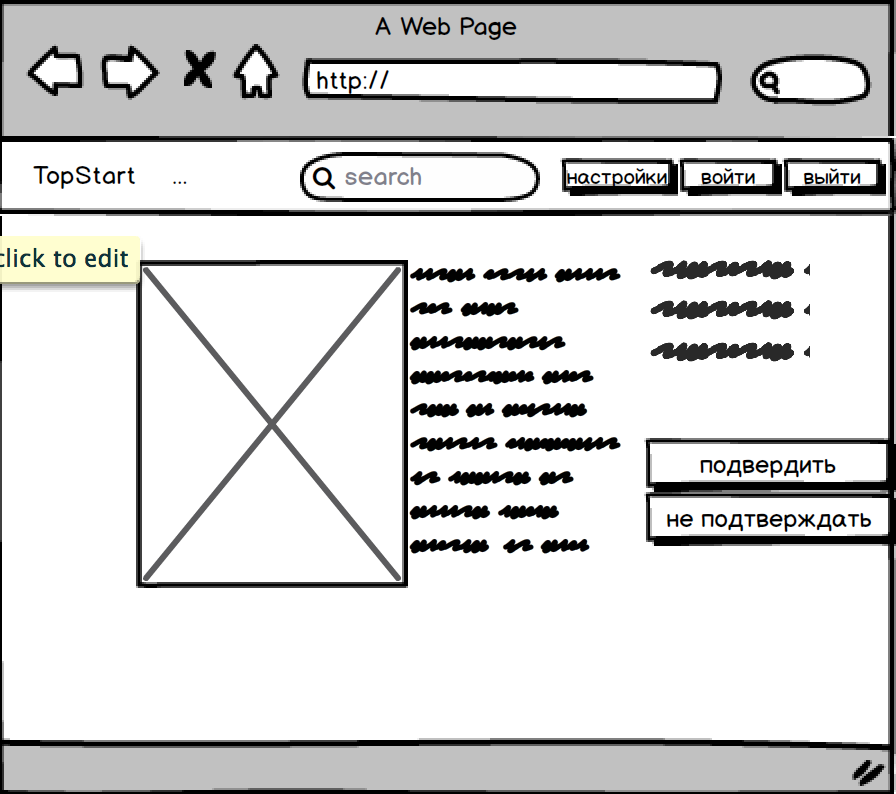 A Web Page
http://
TopStart ... search настройки войти выйти
click to edit
подвердить
не подтверждать